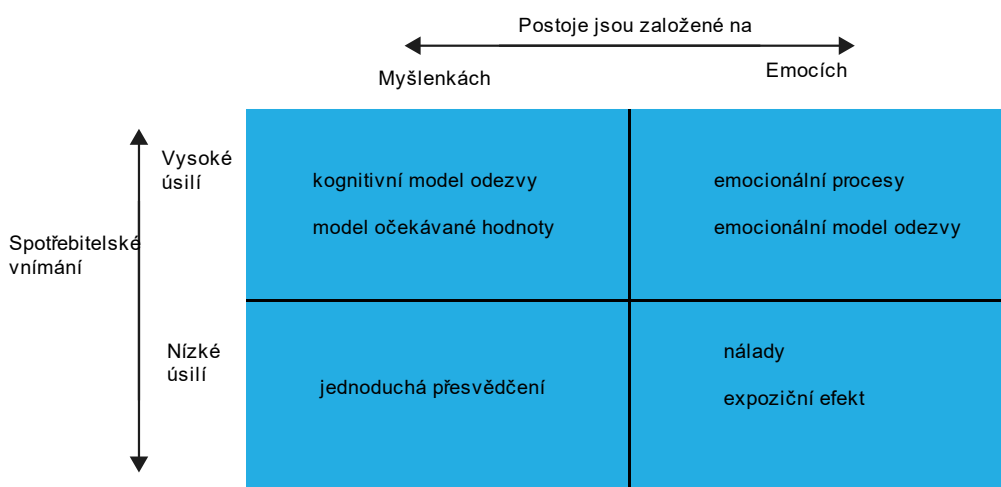 Postoje jsou založené na
Myšlenkách
Emocích
Vysoké
úsilí
kognitivní model odezvy
emocionální procesy
model očekávané hodnoty
emocionální model odezvy
Spotřebitelské
vnímání
Nízké
úsilí
jednoduchá přesvědčení
nálady
expoziční efekt